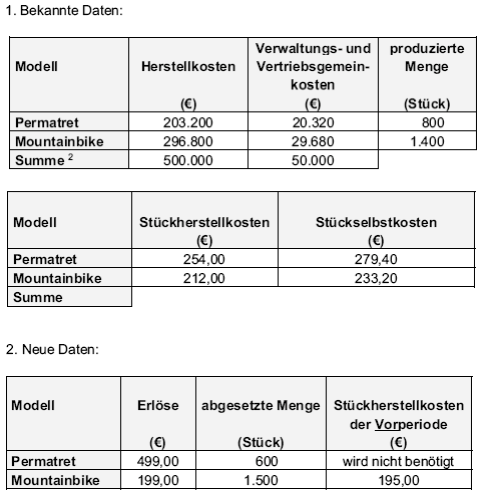 1. Bekannte Daten:
Modell Herstellkosten (€) Verwaltungs- und Vertriebsgemein-kosten (€) produzierte Menge (Stück)
Permatret 203.200 20.320 800
Mountainbike 296.800 29.680 1.400
Summe ² 500.000 50.000
Modell Stückherstellkosten (€) Stückselbstkosten (€)
Permatret 254,00 279,40
Mountainbike 212,00 233,20
Summe
2. Neue Daten:
Modell Erlöse (€) abgesetzte Menge (Stück) Stückherstellkosten der Vorperiode (€)
Permatret 499,00 600 wird nicht benötigt
Mountainbike 199,00 1.500 195,00